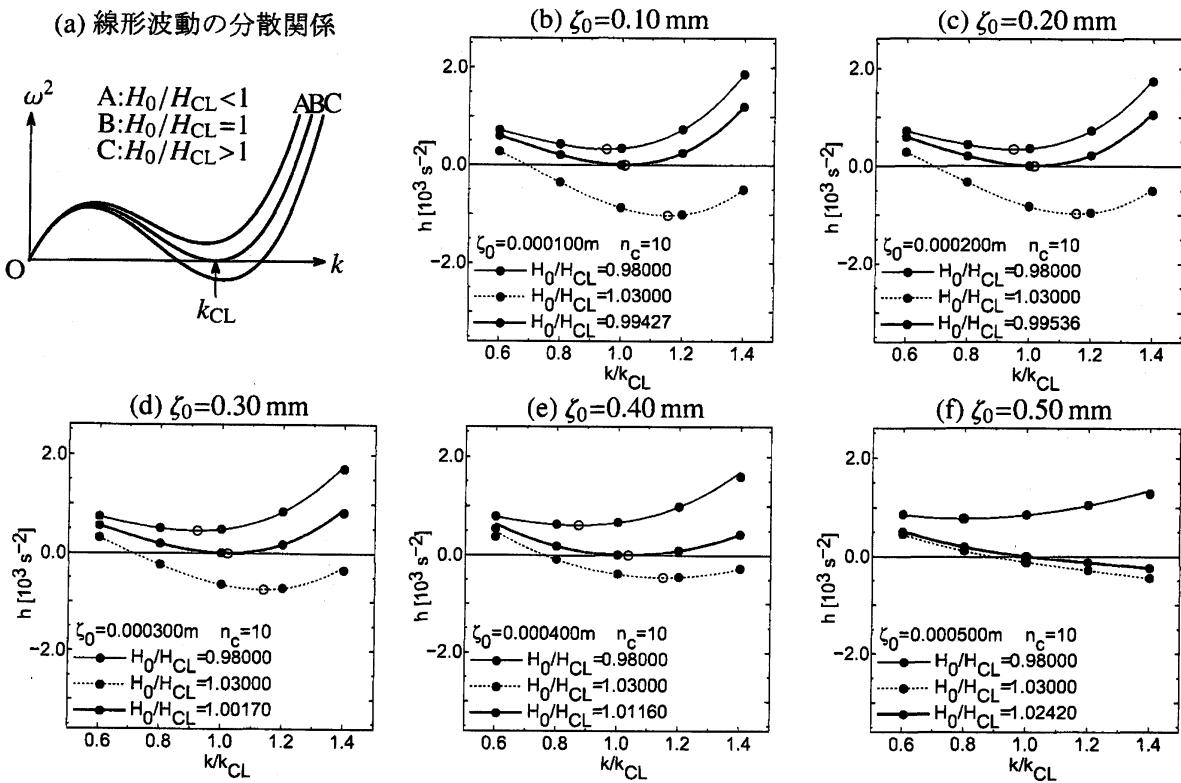 (a) 線形波動の分散関係
ω²
A:H₀/H_CL<1
B:H₀/H_CL=1
C:H₀/H_CL>1
ABC
O
k
k_CL
(b) ζ₀=0.10 mm
2.0
0.0
−2.0
h [10³ s⁻²]
ζ₀=0.000100m n_c=10
H₀/H_CL=0.98000
H₀/H_CL=1.03000
H₀/H_CL=0.99427
0.6 0.8 1.0 1.2 1.4
k/k_CL
(c) ζ₀=0.20 mm
2.0
0.0
−2.0
h [10³ s⁻²]
ζ₀=0.000200m n_c=10
H₀/H_CL=0.98000
H₀/H_CL=1.03000
H₀/H_CL=0.99536
0.6 0.8 1.0 1.2 1.4
k/k_CL
(d) ζ₀=0.30 mm
2.0
0.0
−2.0
h [10³ s⁻²]
ζ₀=0.000300m n_c=10
H₀/H_CL=0.98000
H₀/H_CL=1.03000
H₀/H_CL=1.00170
0.6 0.8 1.0 1.2 1.4
k/k_CL
(e) ζ₀=0.40 mm
2.0
0.0
−2.0
h [10³ s⁻²]
ζ₀=0.000400m n_c=10
H₀/H_CL=0.98000
H₀/H_CL=1.03000
H₀/H_CL=1.01160
0.6 0.8 1.0 1.2 1.4
k/k_CL
(f) ζ₀=0.50 mm
2.0
0.0
−2.0
h [10³ s⁻²]
ζ₀=0.000500m n_c=10
H₀/H_CL=0.98000
H₀/H_CL=1.03000
H₀/H_CL=1.02420
0.6 0.8 1.0 1.2 1.4
k/k_CL